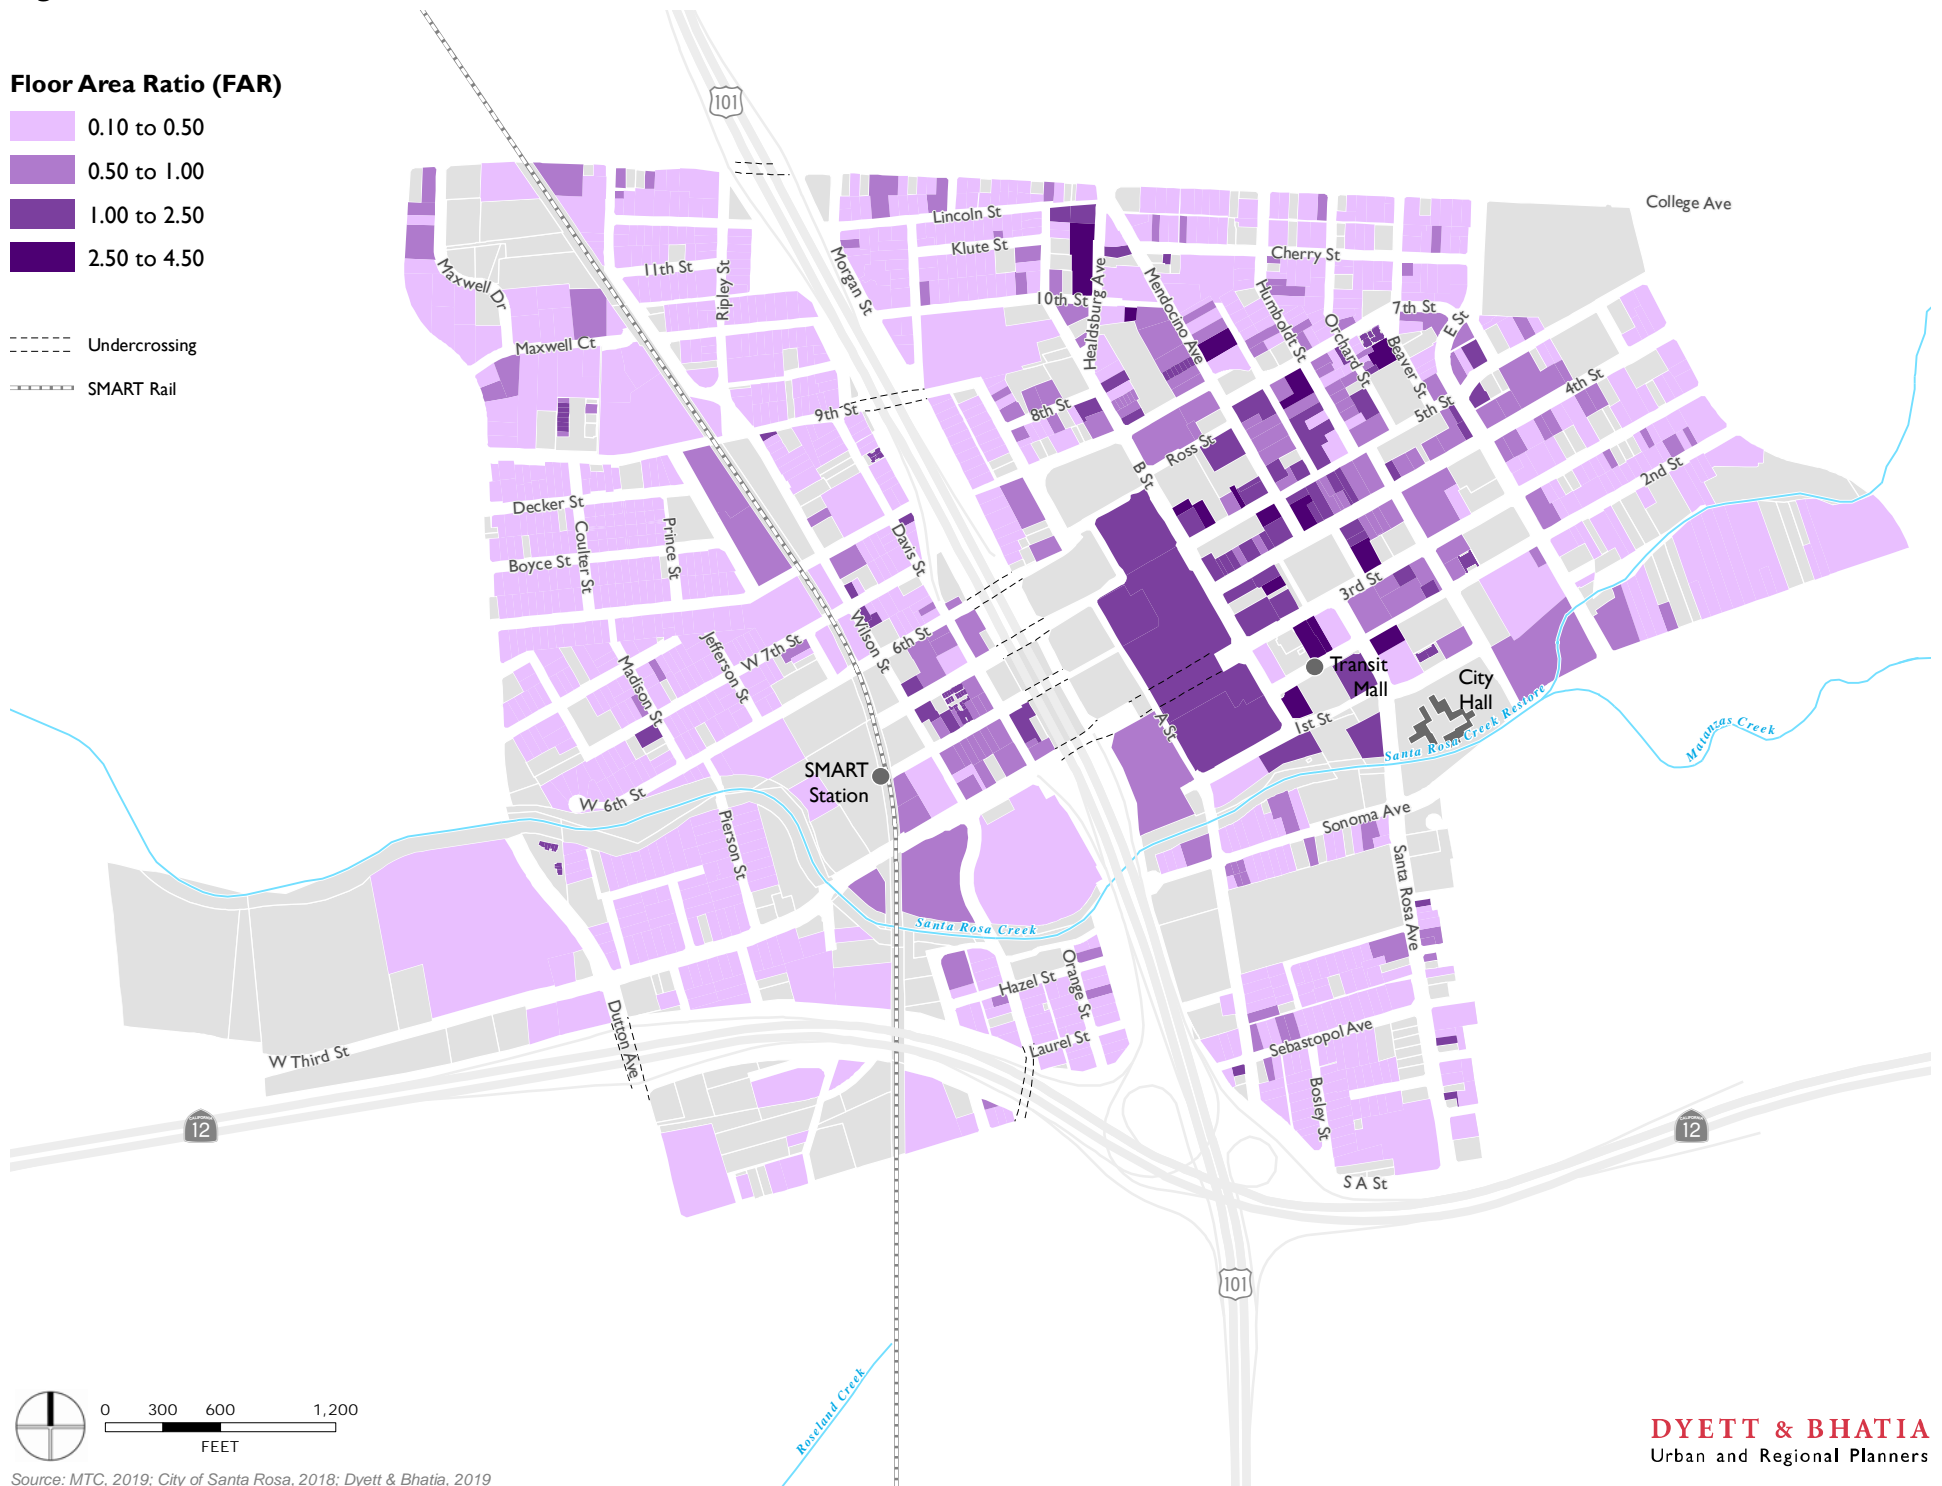 Floor Area Ratio (FAR)
0.10 to 0.50
0.50 to 1.00
1.00 to 2.50
2.50 to 4.50
Undercrossing
SMART Rail
101
College Ave
Lincoln St
Klute St
Cherry St
11th St
Ripley St
Morgan St
Maxwell Dr
10th St
Healdsburg Ave
Mendocino Ave
Humboldt St
Orchard St
7th St
E St
Beaver St
Maxwell Ct
9th St
8th St
5th St
4th St
Ross St
B St
2nd St
Decker St
Coulter St
Prince St
Boyce St
Davis St
3rd St
Wilson St
6th St
W 7th St
Jefferson St
Madison St
Transit
Mall
City
Hall
A St
1st St
Santa Rosa Creek Restore
Matanzas Creek
SMART
Station
W 6th St
Pierson St
Sonoma Ave
Santa Rosa Ave
Santa Rosa Creek
Hazel St
Orange St
Laurel St
Dutton Ave
W Third St
Sebastopol Ave
Bosley St
S A St
CALIFORNIA
12
CALIFORNIA
12
101
Roseland Creek
0 300 600 1,200
FEET
DYETT & BHATIA
Urban and Regional Planners
Source: MTC, 2019; City of Santa Rosa, 2018; Dyett & Bhatia, 2019